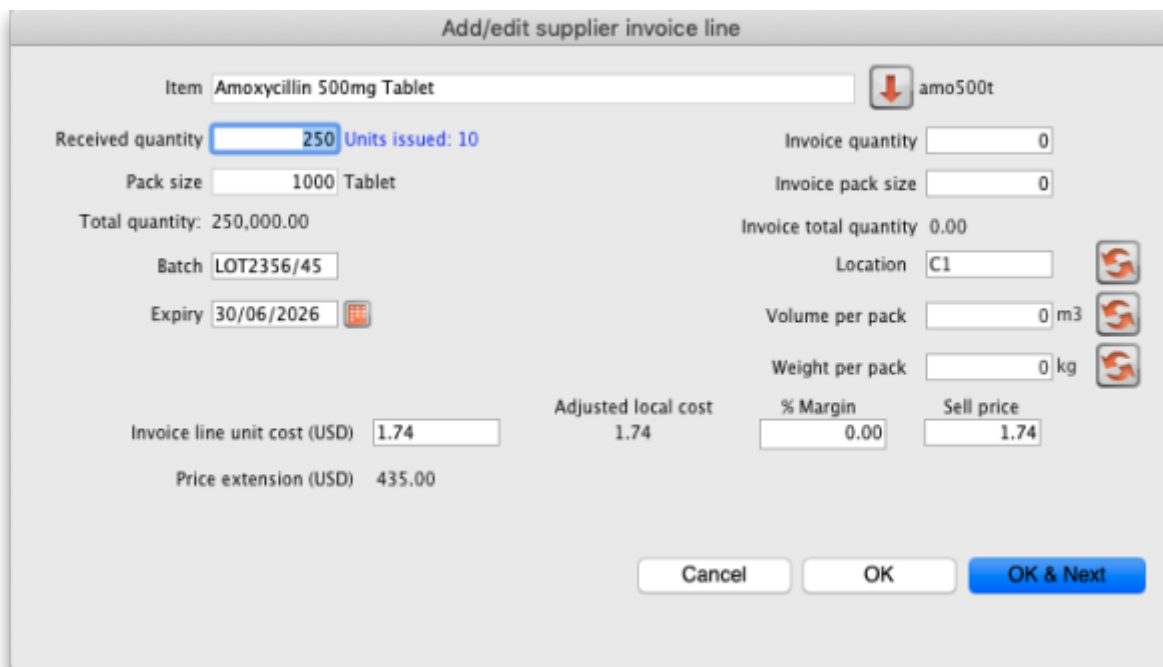 Add/edit supplier invoice line
Item Amoxycillin 500mg Tablet amo500t
Received quantity 250 Units issued: 10 Invoice quantity 0
Pack size 1000 Tablet Invoice pack size 0
Total quantity: 250,000.00 Invoice total quantity 0.00
Batch LOT2356/45 Location C1
Expiry 30/06/2026 Volume per pack 0 m3
Weight per pack 0 kg
Adjusted local cost % Margin Sell price
Invoice line unit cost (USD) 1.74 1.74 0.00 1.74
Price extension (USD) 435.00
Cancel OK OK & Next